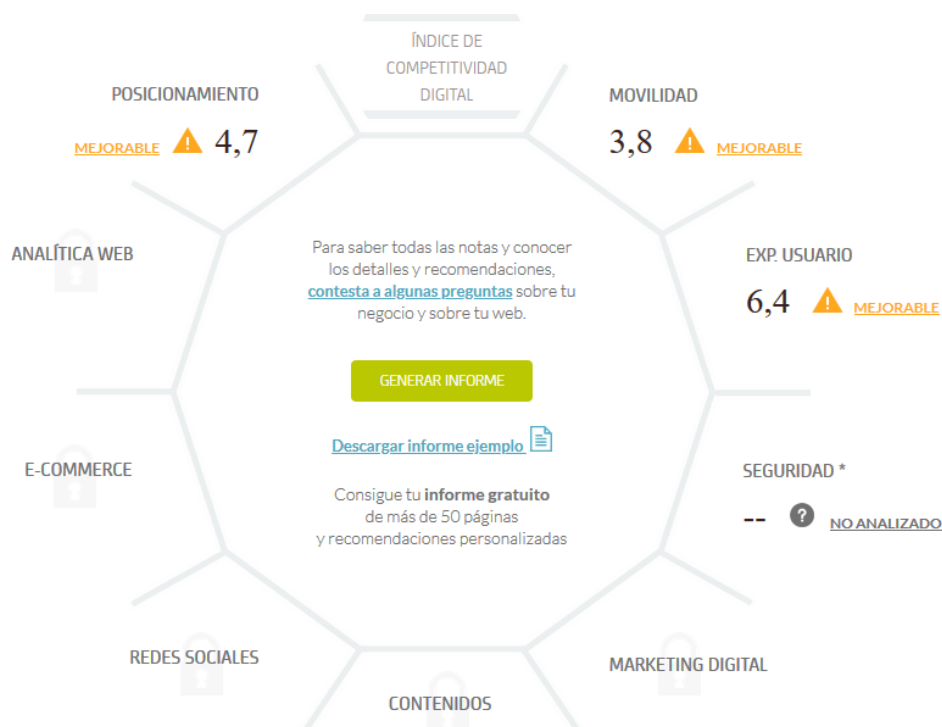 ÍNDICE DE
COMPETITIVIDAD
DIGITAL
POSICIONAMIENTO
MEJORABLE 4,7
MOVILIDAD
3,8 MEJORABLE
ANALÍTICA WEB
EXP. USUARIO
6,4 MEJORABLE
Para saber todas las notas y conocer
los detalles y recomendaciones,
contesta a algunas preguntas sobre tu
negocio y sobre tu web.
GENERAR INFORME
Descargar informe ejemplo
Consigue tu informe gratuito
de más de 50 páginas
y recomendaciones personalizadas
E-COMMERCE
SEGURIDAD *
-- ? NO ANALIZADO
REDES SOCIALES
MARKETING DIGITAL
CONTENIDOS